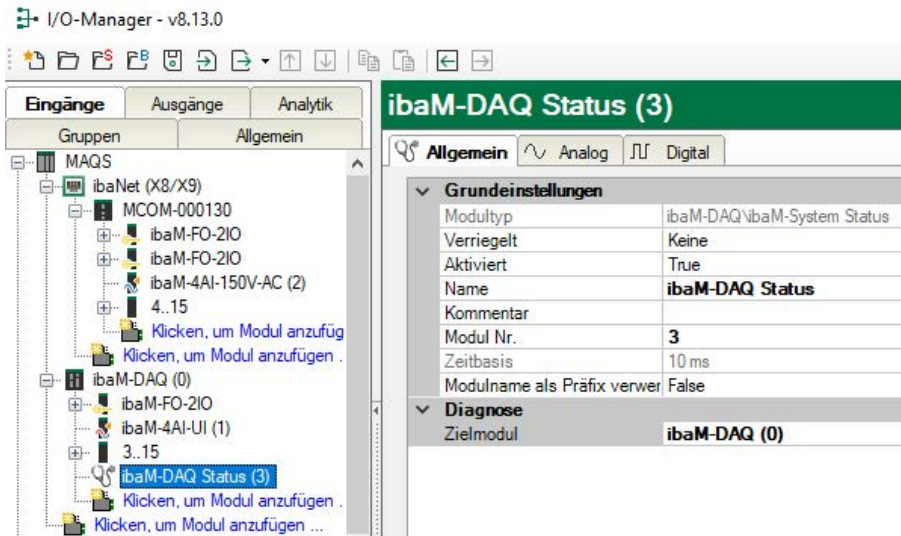 I/O-Manager - v8.13.0
Eingänge Ausgänge Analytik
Gruppen Allgemein
MAQS
ibaNet (X8/X9)
MCOM-000130
ibaM-FO-2IO
ibaM-FO-2IO
ibaM-4AI-150V-AC (2)
4..15
Klicken, um Modul anzufüg
Klicken, um Modul anzufügen .
ibaM-DAQ (0)
ibaM-FO-2IO
ibaM-4AI-UI (1)
3..15
ibaM-DAQ Status (3)
Klicken, um Modul anzufügen .
Klicken, um Modul anzufügen ...
ibaM-DAQ Status (3)
Allgemein Analog Digital
Grundeinstellungen
Modultyp ibaM-DAQ\ibaM-System Status
Verriegelt Keine
Aktiviert True
Name ibaM-DAQ Status
Kommentar
Modul Nr. 3
Zeitbasis 10 ms
Modulname als Präfix verwer False
Diagnose
Zielmodul ibaM-DAQ (0)